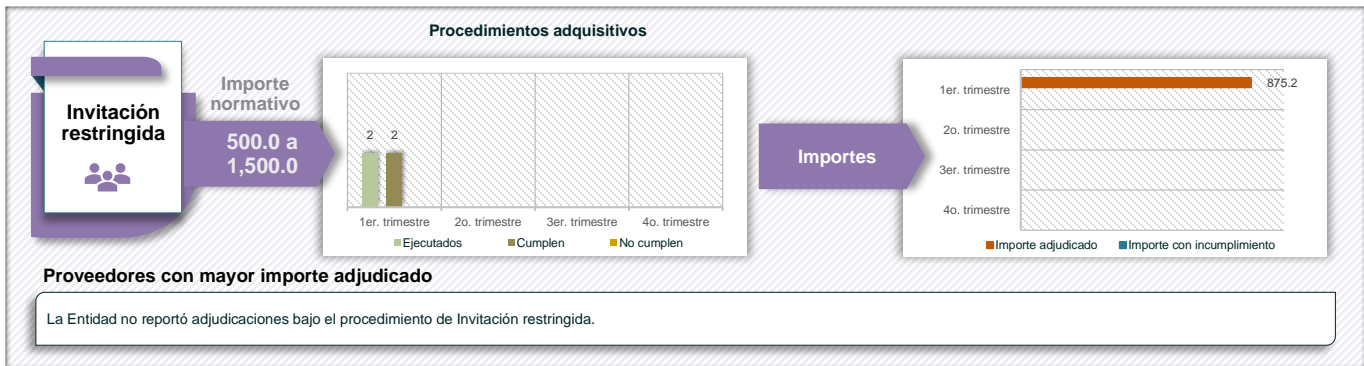 Procedimientos adquisitivos
Invitación
restringida
Importe
normativo
500.0 a
1,500.0
2 2
1er. trimestre 2o. trimestre 3er. trimestre 4o. trimestre
Ejecutados Cumplen No cumplen
Importes
1er. trimestre 875.2
2o. trimestre
3er. trimestre
4o. trimestre
Importe adjudicado Importe con incumplimiento
Proveedores con mayor importe adjudicado
La Entidad no reportó adjudicaciones bajo el procedimiento de Invitación restringida.